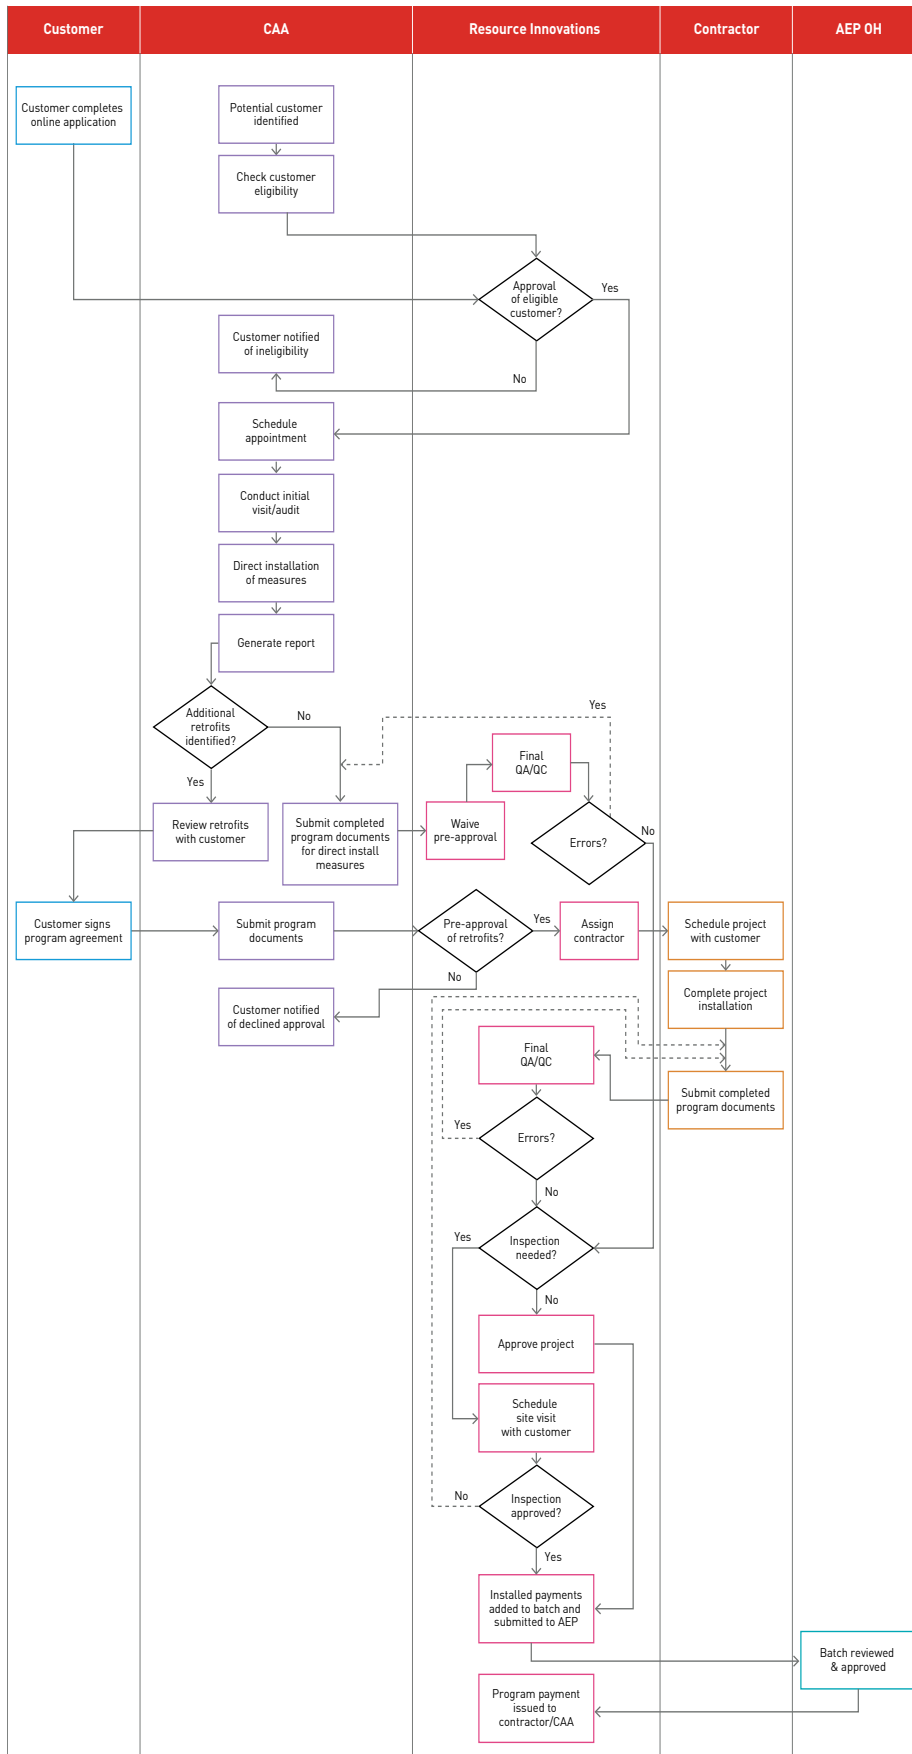 Customer
CAA
Resource Innovations
Contractor
AEP OH
Customer completes
online application
Potential customer
identified
Check customer
eligibility
Approval
of eligible
customer?
Yes
No
Customer notified
of ineligibility
Schedule
appointment
Conduct initial
visit/audit
Direct installation
of measures
Generate report
Additional
retrofits
identified?
No
Yes
Yes
Final
QA/QC
Review retrofits
with customer
Submit completed
program documents
for direct install
measures
Waive
pre-approval
Errors?
No
Customer signs
program agreement
Submit program
documents
Pre-approval
of retrofits?
Yes
No
Assign
contractor
Schedule project
with customer
Customer notified
of declined approval
Complete project
installation
Final
QA/QC
Submit completed
program documents
Yes
Errors?
No
Yes
Inspection
needed?
No
Approve project
Schedule
site visit
with customer
No
Inspection
approved?
Yes
Installed payments
added to batch and
submitted to AEP
Batch reviewed
& approved
Program payment
issued to
contractor/CAA